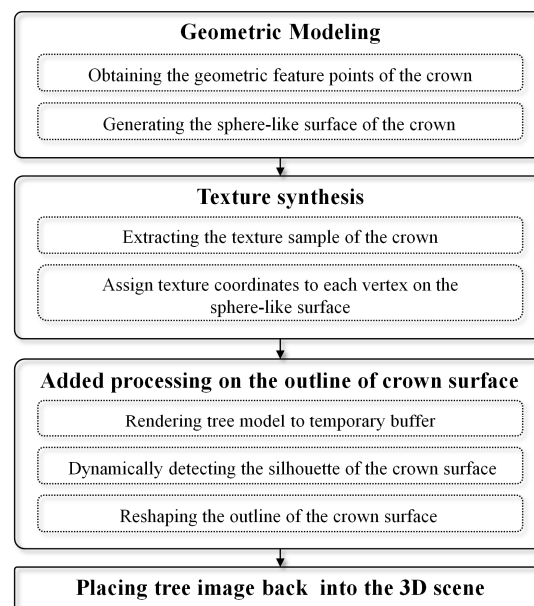 Geometric Modeling
Obtaining the geometric feature points of the crown
Generating the sphere-like surface of the crown
Texture synthesis
Extracting the texture sample of the crown
Assign texture coordinates to each vertex on the
sphere-like surface
Added processing on the outline of crown surface
Rendering tree model to temporary buffer
Dynamically detecting the silhouette of the crown surface
Reshaping the outline of the crown surface
Placing tree image back into the 3D scene